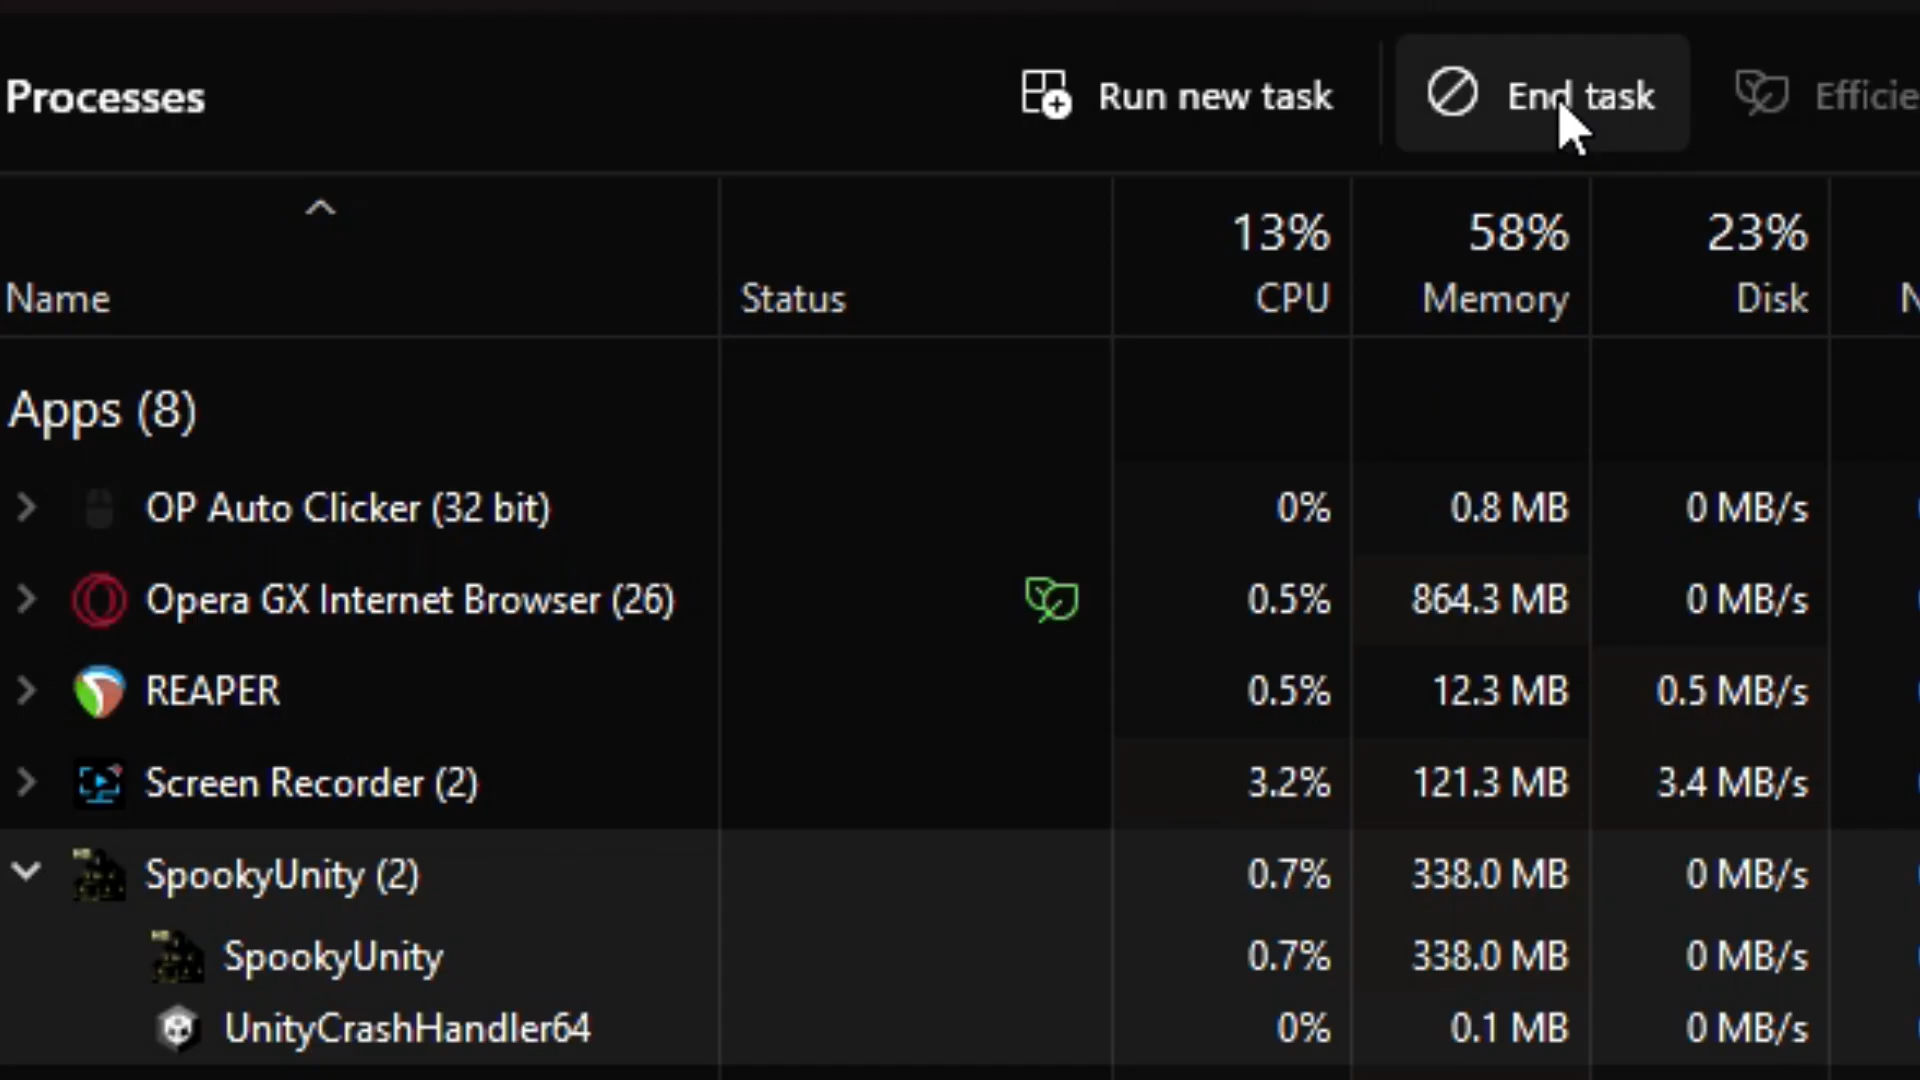 Processes Run new task End task Efficie
13% 58% 23%
Name Status CPU Memory Disk N
Apps (8)
OP Auto Clicker (32 bit) 0% 0.8 MB 0 MB/s
Opera GX Internet Browser (26) 0.5% 864.3 MB 0 MB/s
REAPER 0.5% 12.3 MB 0.5 MB/s
Screen Recorder (2) 3.2% 121.3 MB 3.4 MB/s
SpookyUnity (2) 0.7% 338.0 MB 0 MB/s
SpookyUnity 0.7% 338.0 MB 0 MB/s
UnityCrashHandler64 0% 0.1 MB 0 MB/s